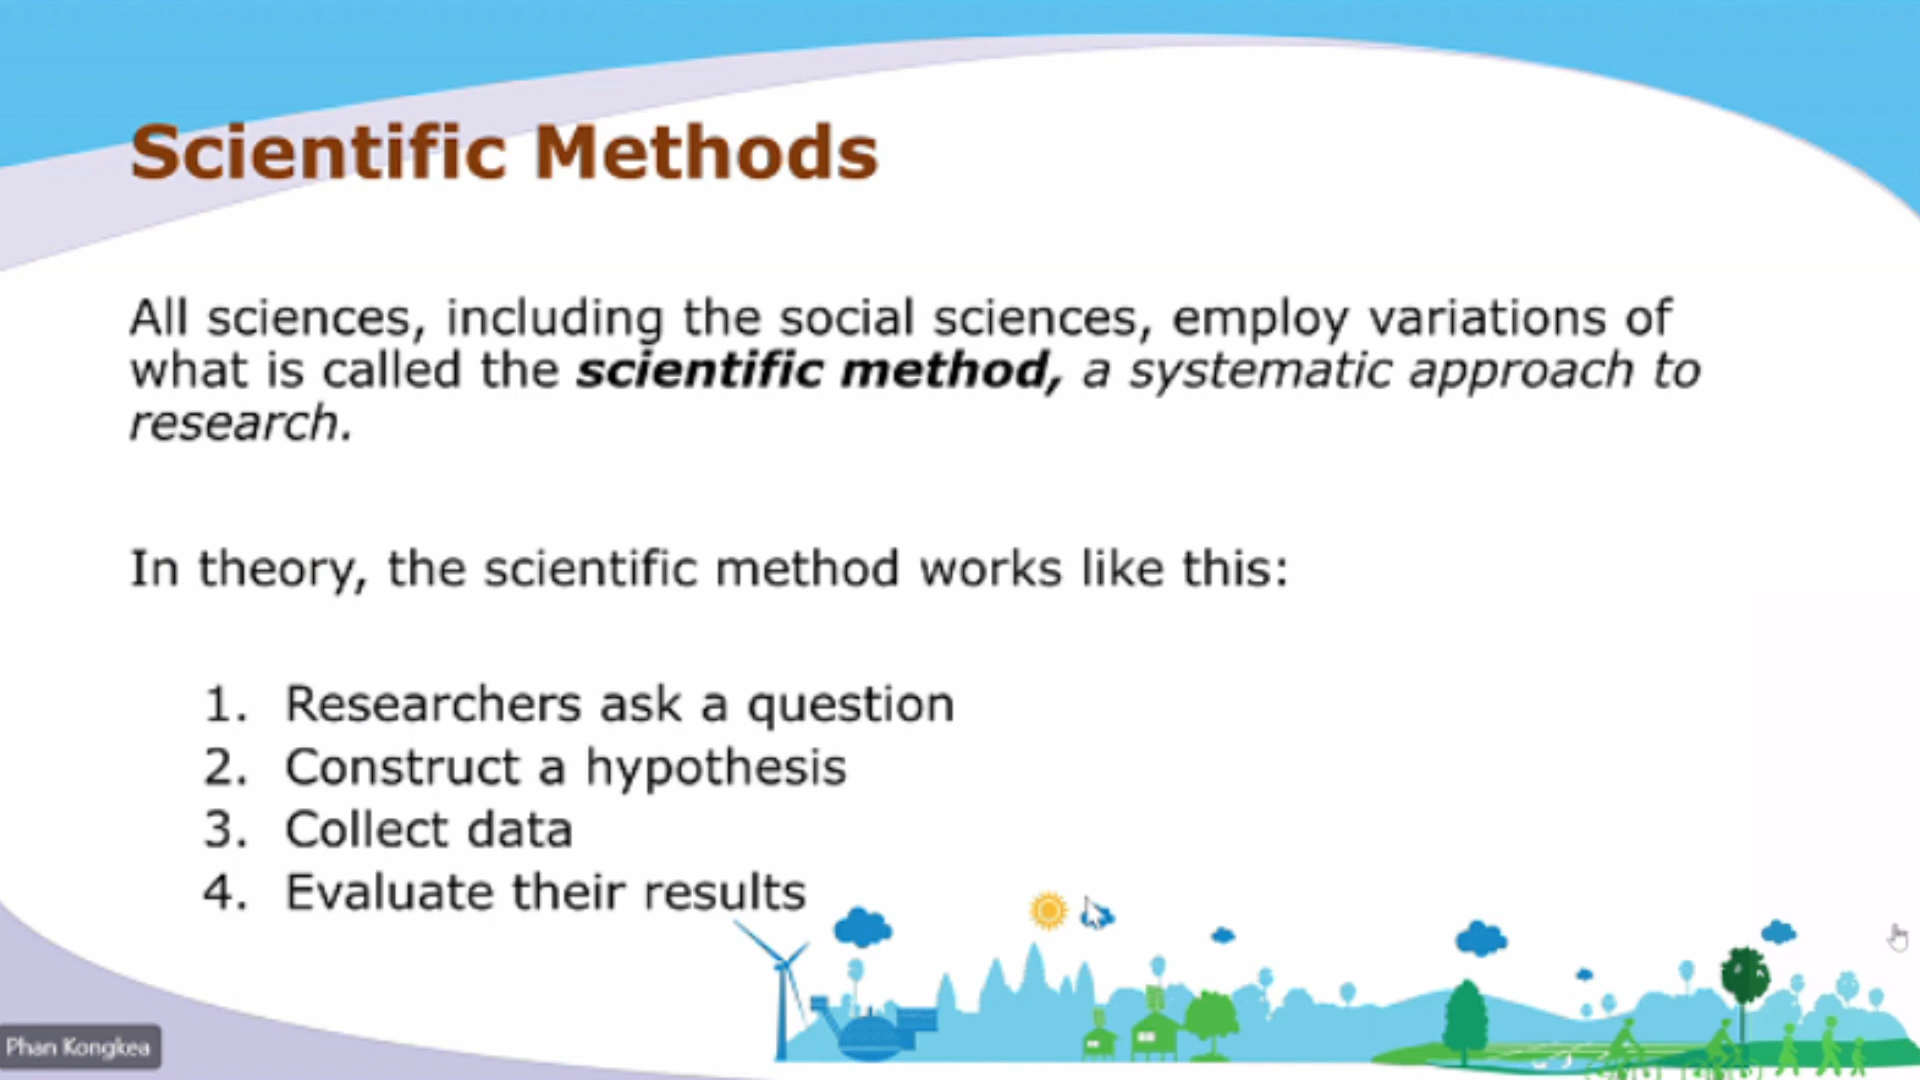 Scientific Methods
All sciences, including the social sciences, employ variations of
what is called the scientific method, a systematic approach to
research.
In theory, the scientific method works like this:
1. Researchers ask a question
2. Construct a hypothesis
3. Collect data
4. Evaluate their results
Phan Kongkea